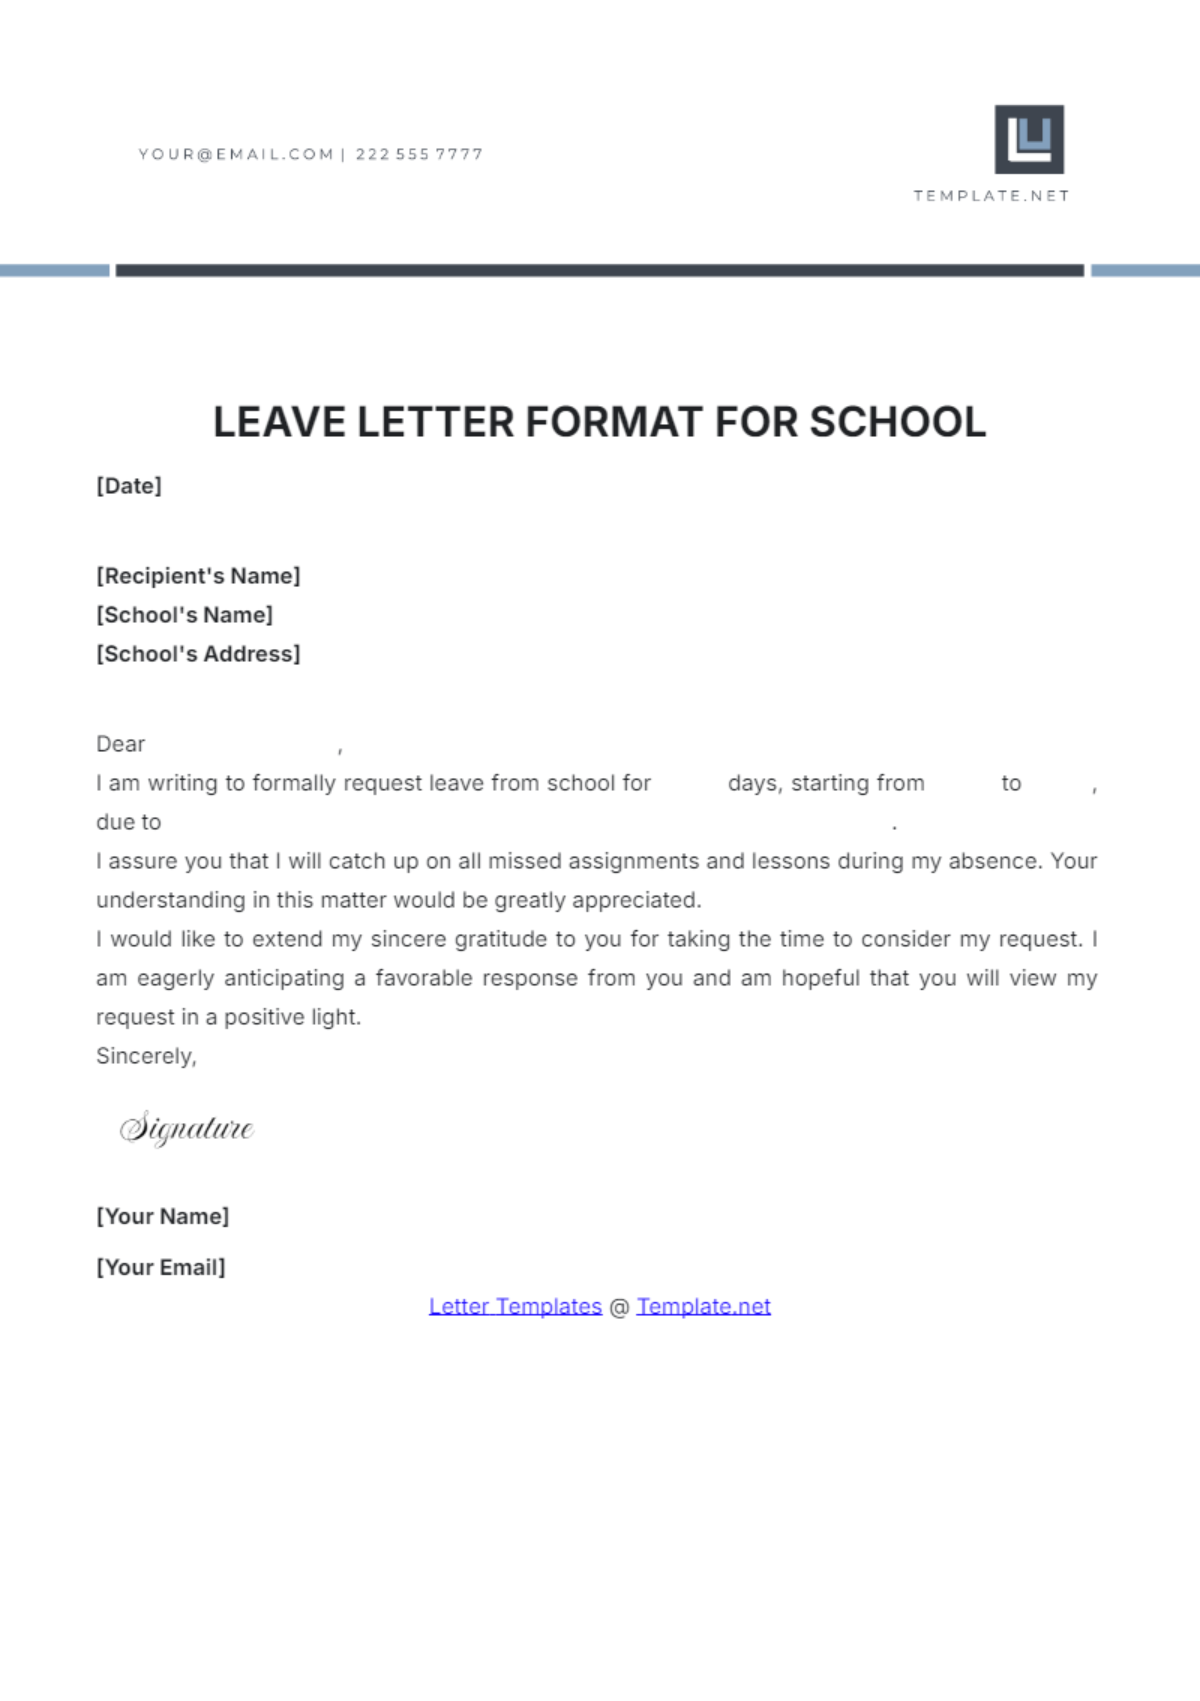 YOUR@EMAIL.COM | 222 555 7777
TEMPLATE.NET
LEAVE LETTER FORMAT FOR SCHOOL
[Date]
[Recipient's Name]
[School's Name]
[School's Address]
Dear ,
I am writing to formally request leave from school for days, starting from to ,
due to .
I assure you that I will catch up on all missed assignments and lessons during my absence. Your
understanding in this matter would be greatly appreciated.
I would like to extend my sincere gratitude to you for taking the time to consider my request. I
am eagerly anticipating a favorable response from you and am hopeful that you will view my
request in a positive light.
Sincerely,
Signature
[Your Name]
[Your Email]
Letter Templates @ Template.net